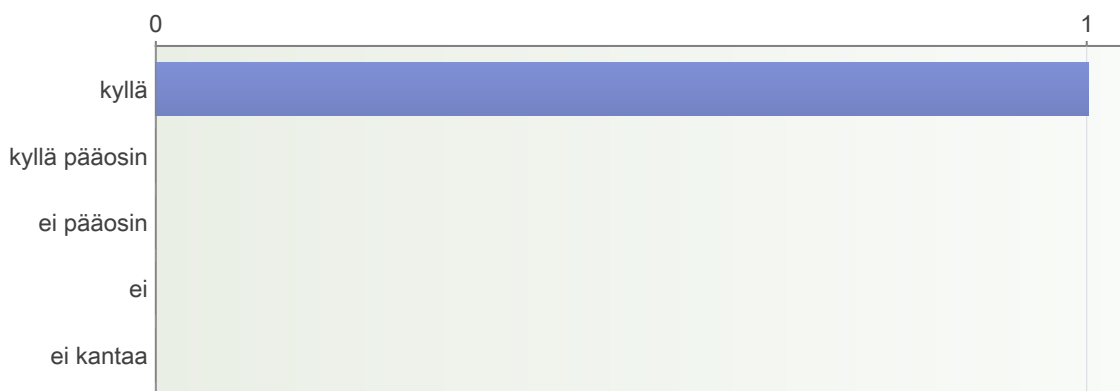 0 1
kyllä
kyllä pääosin
ei pääosin
ei
ei kantaa